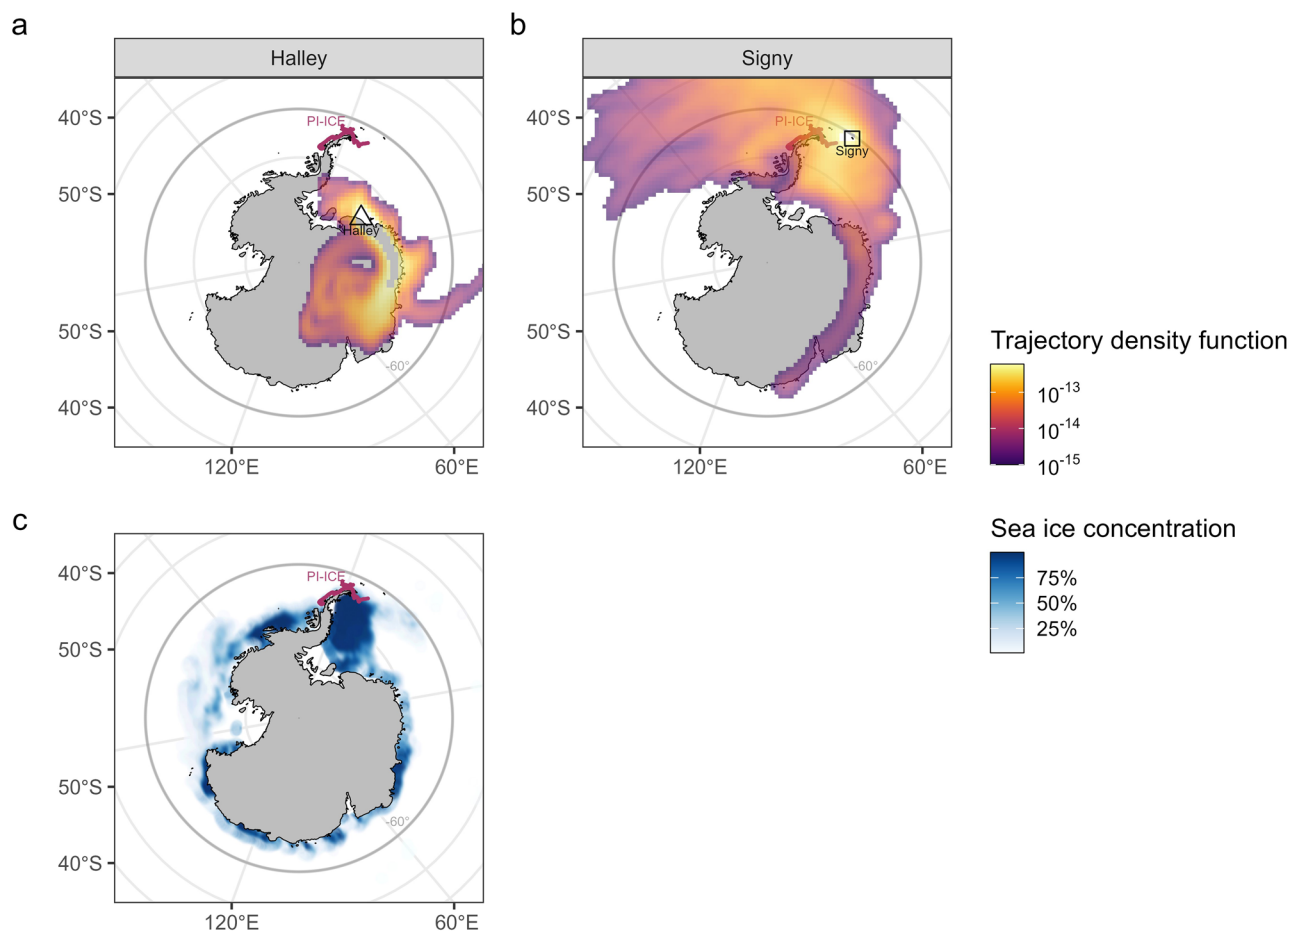 a
b
Halley
Signy
40°S
50°S
50°S
40°S
PI-ICE
Halley
-60°
120°E
60°E
40°S
50°S
50°S
40°S
PI-ICE
Signy
-60°
120°E
60°E
Trajectory density function
10⁻¹³
10⁻¹⁴
10⁻¹⁵
c
40°S
50°S
50°S
40°S
PI-ICE
-60°
120°E
60°E
Sea ice concentration
75%
50%
25%